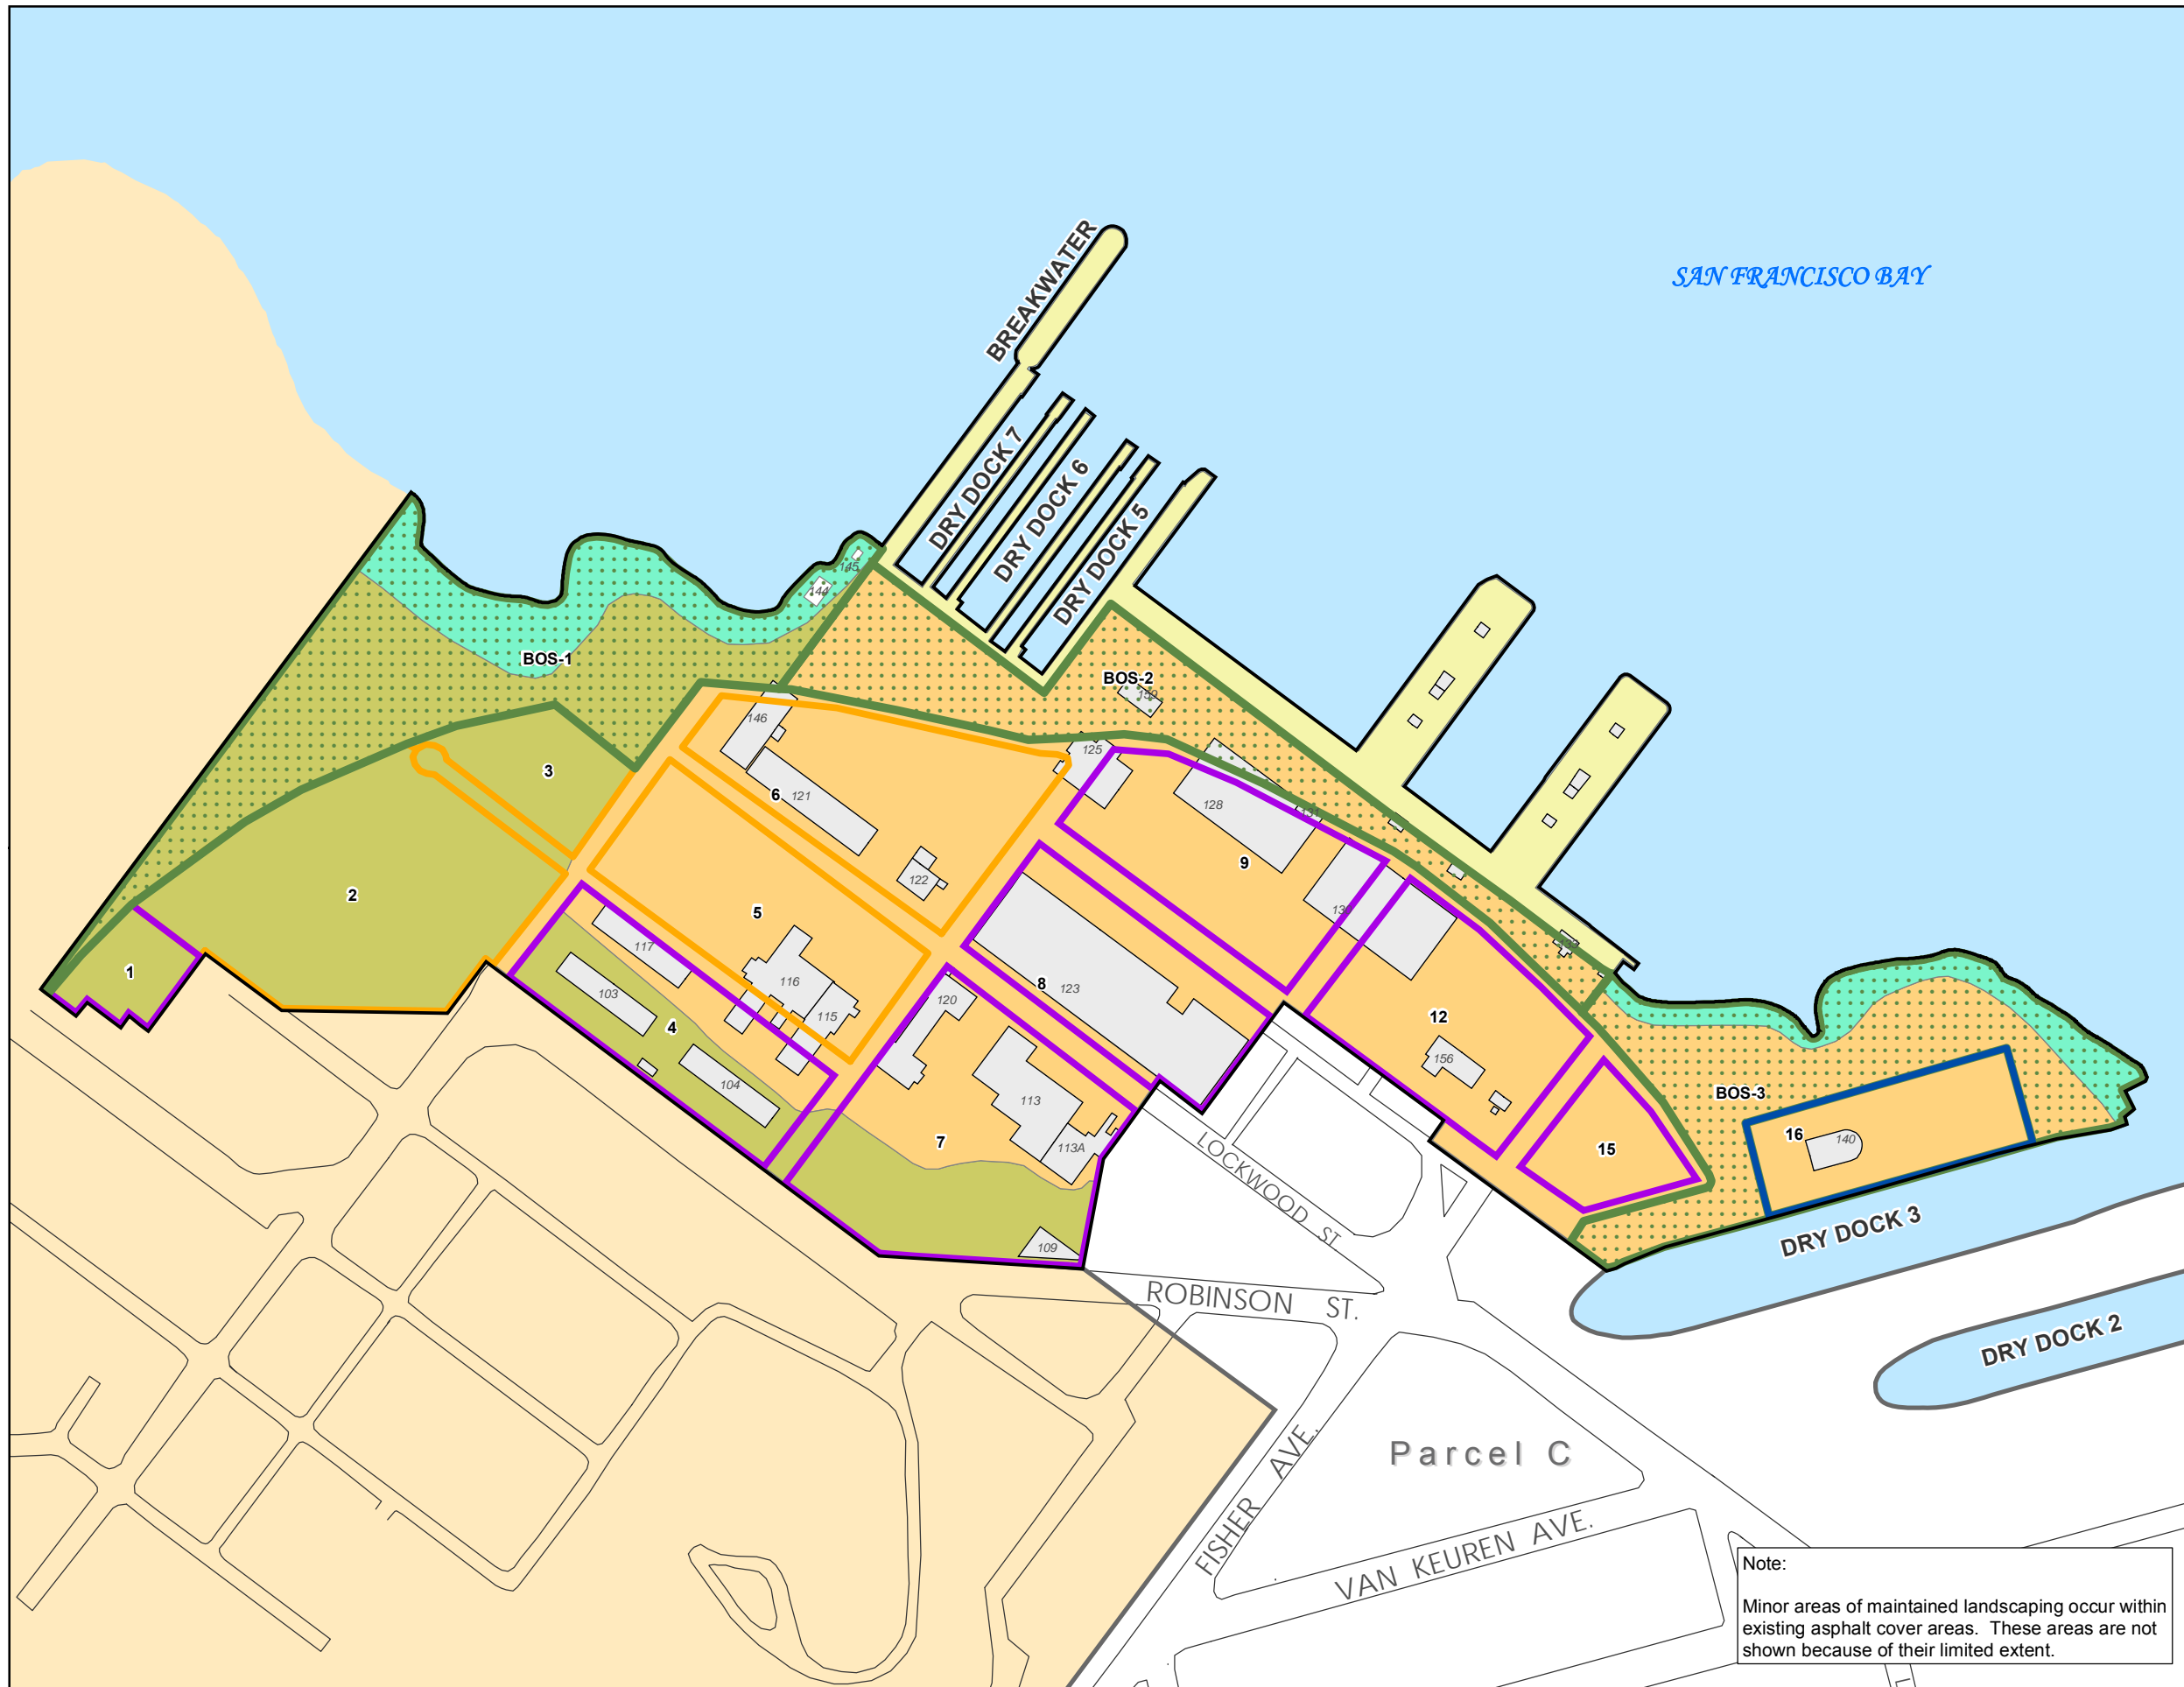 SAN FRANCISCO BAY
BREAKWATER
DRY DOCK 7
DRY DOCK 6
DRY DOCK 5
145
144
BOS-1
BOS-2
159
146
125
3
6
121
128
131
9
122
2
5
117
116
115
103
4
104
1
120
8
123
7
113
113A
109
12
156
15
BOS-3
16
140
DRY DOCK 3
DRY DOCK 2
LOCKWOOD ST.
ROBINSON ST.
FISHER AVE.
Parcel C
VAN KEUREN AVE.
Note:
Minor areas of maintained landscaping occur within
existing asphalt cover areas. These areas are not
shown because of their limited extent.